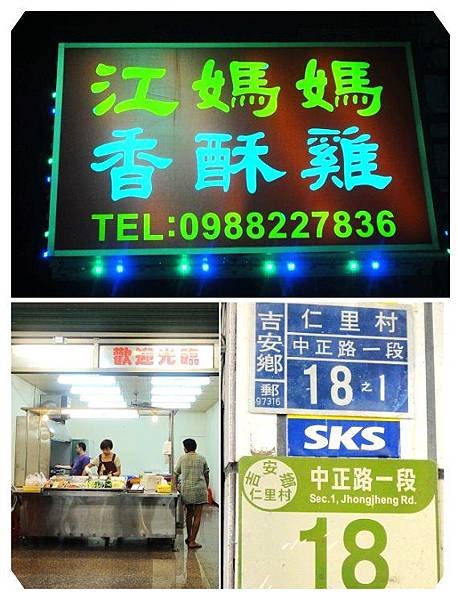 江媽媽
香酥雞
TEL:0988227836
歡迎光臨
吉安鄉
郵
97316
仁里村
中正路一段
18之1
SKS
吉安鄉
仁里村
中正路一段
Sec.1, Jhongjheng Rd.
18